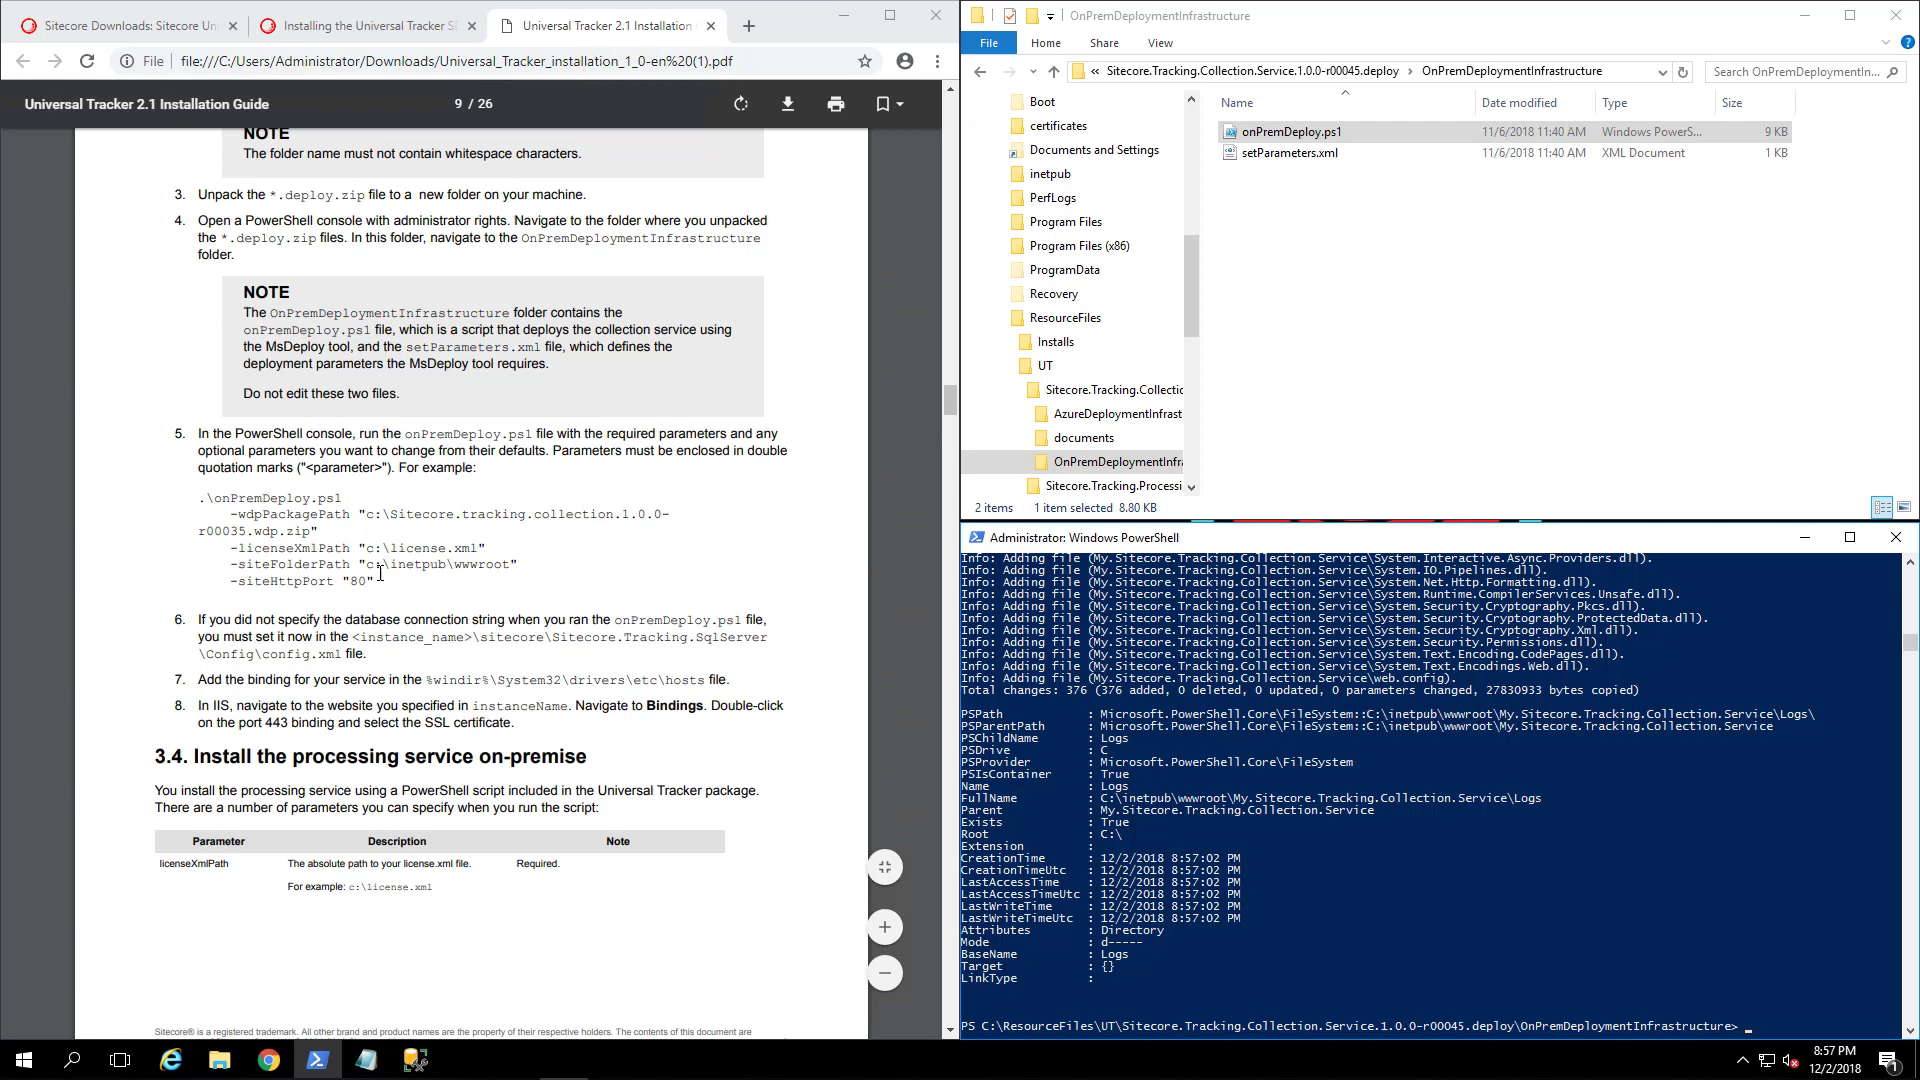 Sitecore Downloads: Sitecore Un
Installing the Universal Tracker S
Universal Tracker 2.1 Installation
File
file:///C:/Users/Administrator/Downloads/Universal_Tracker_installation_1_0-en%20(1).pdf
Universal Tracker 2.1 Installation Guide
9 / 26
NOTE
The folder name must not contain whitespace characters.
3. Unpack the *.deploy.zip file to a new folder on your machine.
4. Open a PowerShell console with administrator rights. Navigate to the folder where you unpacked
the *.deploy.zip files. In this folder, navigate to the OnPremDeploymentInfrastructure
folder.
NOTE
The OnPremDeploymentInfrastructure folder contains the
onPremDeploy.ps1 file, which is a script that deploys the collection service using
the MsDeploy tool, and the setParameters.xml file, which defines the
deployment parameters the MsDeploy tool requires.
Do not edit these two files.
5. In the PowerShell console, run the onPremDeploy.ps1 file with the required parameters and any
optional parameters you want to change from their defaults. Parameters must be enclosed in double
quotation marks ("<parameter>"). For example:
.\onPremDeploy.ps1
-wdpPackagePath "c:\Sitecore.tracking.collection.1.0.0-
r00035.wdp.zip"
-licenseXmlPath "c:\license.xml"
-siteFolderPath "c:\inetpub\wwwroot"
-siteHttpPort "80"
6. If you did not specify the database connection string when you ran the onPremDeploy.ps1 file,
you must set it now in the <instance_name>\sitecore\Sitecore.Tracking.SqlServer
\Config\config.xml file.
7. Add the binding for your service in the %windir%\System32\drivers\etc\hosts file.
8. In IIS, navigate to the website you specified in instanceName. Navigate to Bindings. Double-click
on the port 443 binding and select the SSL certificate.
3.4. Install the processing service on-premise
You install the processing service using a PowerShell script included in the Universal Tracker package.
There are a number of parameters you can specify when you run the script:
Parameter Description Note
licenseXmlPath The absolute path to your license.xml file. Required.
For example: c:\license.xml
Sitecore® is a registered trademark. All other brand and product names are the property of their respective holders. The contents of this document are
OnPremDeploymentInfrastructure
File Home Share View
« Sitecore.Tracking.Collection.Service.1.0.0-r00045.deploy > OnPremDeploymentInfrastructure
Search OnPremDeploymentIn...
Boot
certificates
Documents and Settings
inetpub
PerfLogs
Program Files
Program Files (x86)
ProgramData
Recovery
ResourceFiles
Installs
UT
Sitecore.Tracking.Collectic
AzureDeploymentInfrast
documents
OnPremDeploymentInfra
Sitecore.Tracking.Processi
Name Date modified Type Size
onPremDeploy.ps1 11/6/2018 11:40 AM Windows PowerS... 9 KB
setParameters.xml 11/6/2018 11:40 AM XML Document 1 KB
2 items 1 item selected 8.80 KB
Administrator: Windows PowerShell
Info: Adding file (My.Sitecore.Tracking.Collection.Service\System.Interactive.Async.Providers.dll).
Info: Adding file (My.Sitecore.Tracking.Collection.Service\System.IO.Pipelines.dll).
Info: Adding file (My.Sitecore.Tracking.Collection.Service\System.Net.Http.Formatting.dll).
Info: Adding file (My.Sitecore.Tracking.Collection.Service\System.Runtime.CompilerServices.Unsafe.dll).
Info: Adding file (My.Sitecore.Tracking.Collection.Service\System.Security.Cryptography.Pkcs.dll).
Info: Adding file (My.Sitecore.Tracking.Collection.Service\System.Security.Cryptography.ProtectedData.dll).
Info: Adding file (My.Sitecore.Tracking.Collection.Service\System.Security.Cryptography.Xml.dll).
Info: Adding file (My.Sitecore.Tracking.Collection.Service\System.Security.Permissions.dll).
Info: Adding file (My.Sitecore.Tracking.Collection.Service\System.Text.Encoding.CodePages.dll).
Info: Adding file (My.Sitecore.Tracking.Collection.Service\System.Text.Encodings.Web.dll).
Info: Adding file (My.Sitecore.Tracking.Collection.Service\web.config).
Total changes: 376 (376 added, 0 deleted, 0 updated, 0 parameters changed, 27830933 bytes copied)
PSPath : Microsoft.PowerShell.Core\FileSystem::C:\inetpub\wwwroot\My.Sitecore.Tracking.Collection.Service\Logs\
PSParentPath : Microsoft.PowerShell.Core\FileSystem::C:\inetpub\wwwroot\My.Sitecore.Tracking.Collection.Service
PSChildName : Logs
PSDrive : C
PSProvider : Microsoft.PowerShell.Core\FileSystem
PSIsContainer : True
Name : Logs
FullName : C:\inetpub\wwwroot\My.Sitecore.Tracking.Collection.Service\Logs
Parent : My.Sitecore.Tracking.Collection.Service
Exists : True
Root : C:\
Extension :
CreationTime : 12/2/2018 8:57:02 PM
CreationTimeUtc : 12/2/2018 8:57:02 PM
LastAccessTime : 12/2/2018 8:57:02 PM
LastAccessTimeUtc : 12/2/2018 8:57:02 PM
LastWriteTime : 12/2/2018 8:57:02 PM
LastWriteTimeUtc : 12/2/2018 8:57:02 PM
Attributes : Directory
Mode : d-----
BaseName : Logs
Target : {}
LinkType :
PS C:\ResourceFiles\UT\Sitecore.Tracking.Collection.Service.1.0.0-r00045.deploy\OnPremDeploymentInfrastructure> _
8:57 PM
12/2/2018
1